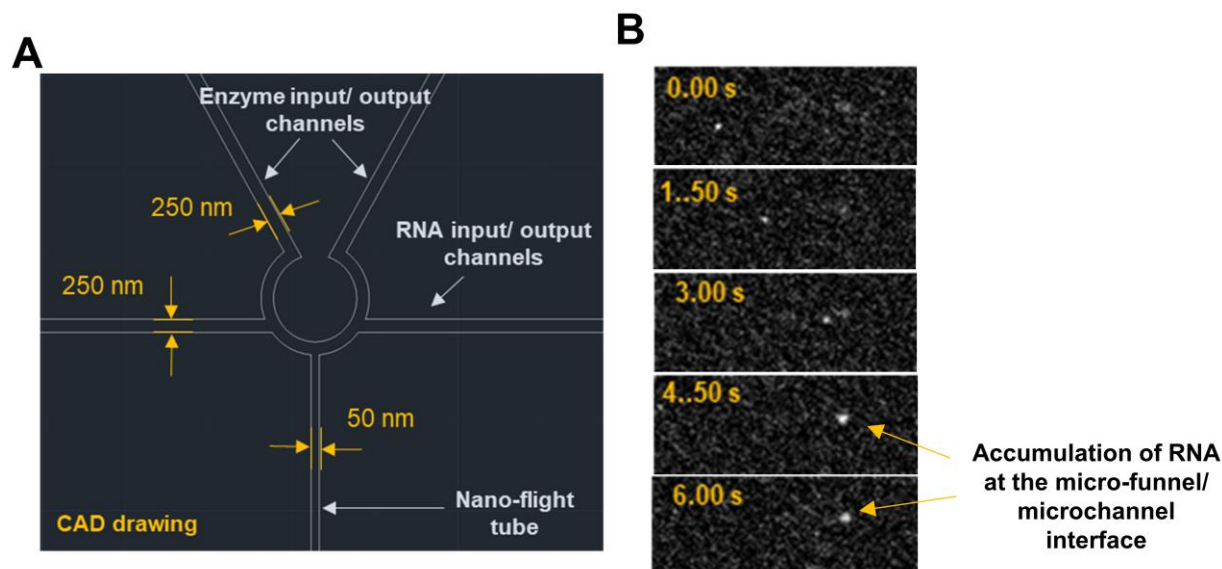 A
Enzyme input/ output
channels
250 nm
RNA input/ output
channels
250 nm
50 nm
Nano-flight
tube
CAD drawing
B
0.00 s
1..50 s
3.00 s
4..50 s
6.00 s
Accumulation of RNA
at the micro-funnel/
microchannel
interface